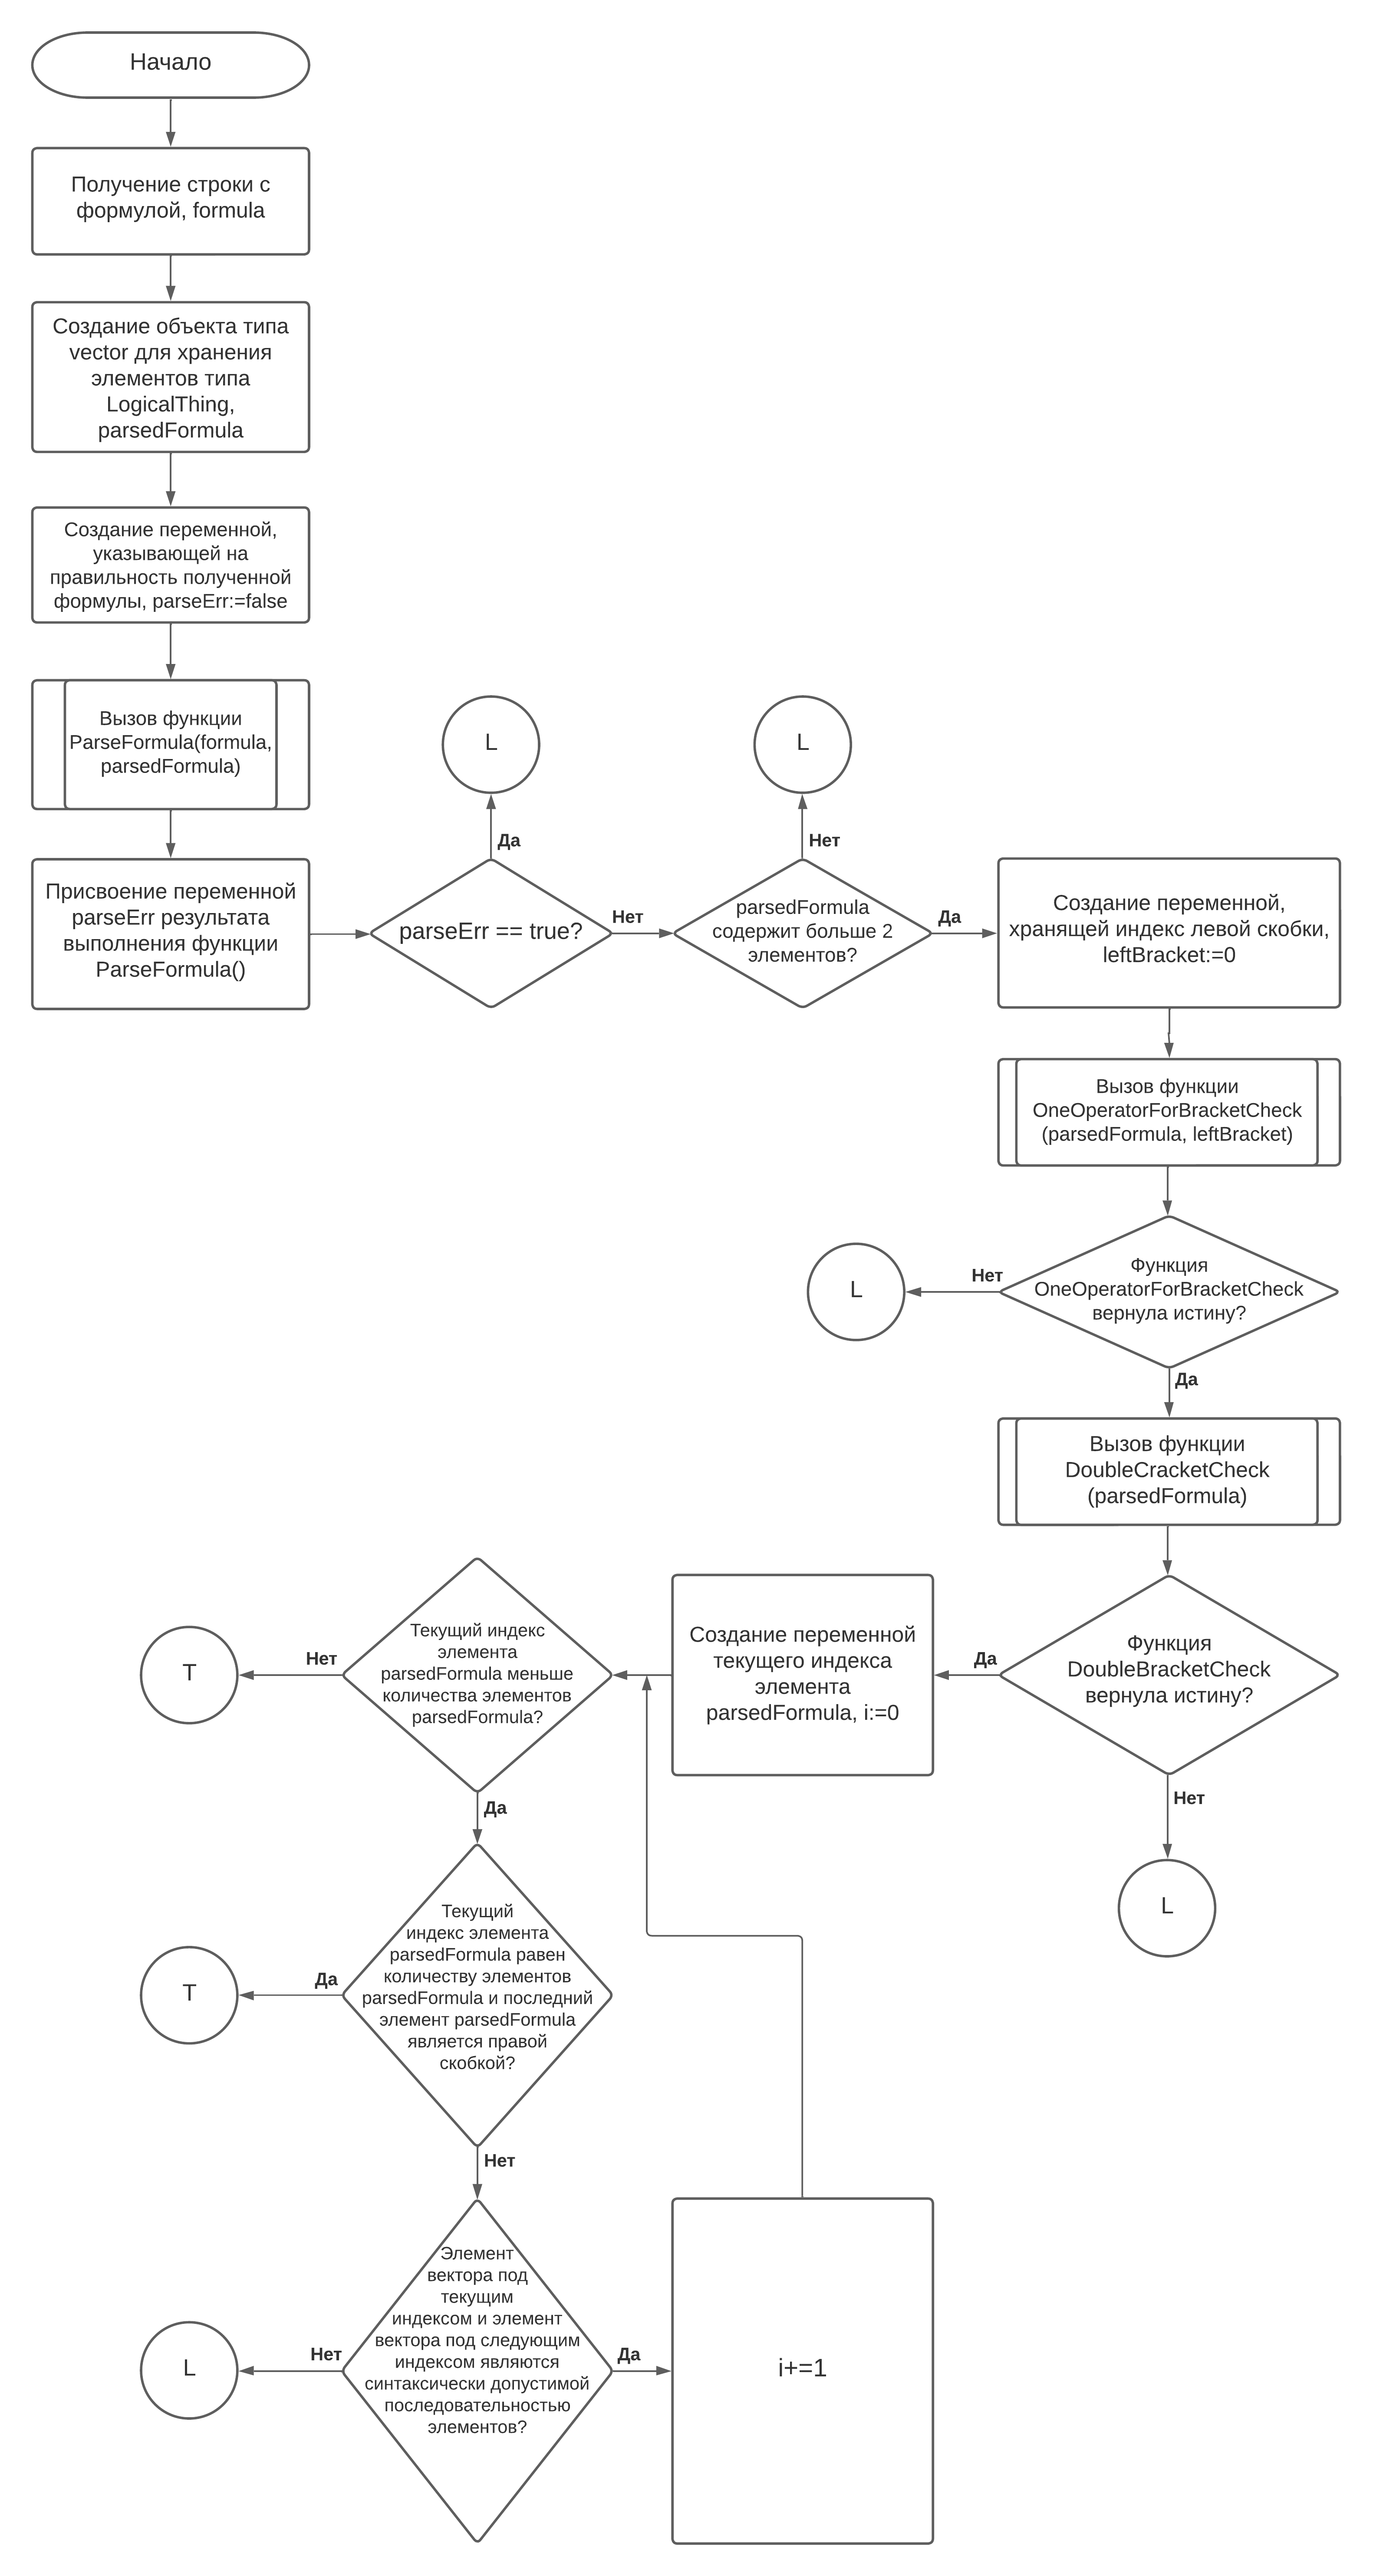 Начало
Получение строки с
формулой, formula
Создание объекта типа
vector для хранения
элементов типа
LogicalThing,
parsedFormula
Создание переменной,
указывающей на
правильность полученной
формулы, parseErr:=false
Вызов функции
ParseFormula(formula,
parsedFormula)
Присвоение переменной
parseErr результата
выполнения функции
ParseFormula()
L
Да
parseErr == true?
Нет
L
Нет
parsedFormula
содержит больше 2
элементов?
Да
Создание переменной,
хранящей индекс левой скобки,
leftBracket:=0
Вызов функции
OneOperatorForBracketCheck
(parsedFormula, leftBracket)
Функция
OneOperatorForBracketCheck
вернула истину?
Нет
L
Да
Вызов функции
DoubleCracketCheck
(parsedFormula)
Функция
DoubleBracketCheck
вернула истину?
Нет
L
Да
Создание переменной
текущего индекса
элемента
parsedFormula, i:=0
Текущий индекс
элемента
parsedFormula меньше
количества элементов
parsedFormula?
Нет
T
Да
Текущий
индекс элемента
parsedFormula равен
количеству элементов
parsedFormula и последний
элемент parsedFormula
является правой
скобкой?
Да
T
Нет
Элемент
вектора под
текущим
индексом и элемент
вектора под следующим
индексом являются
синтаксически допустимой
последовательностью
элементов?
Нет
L
Да
i+=1